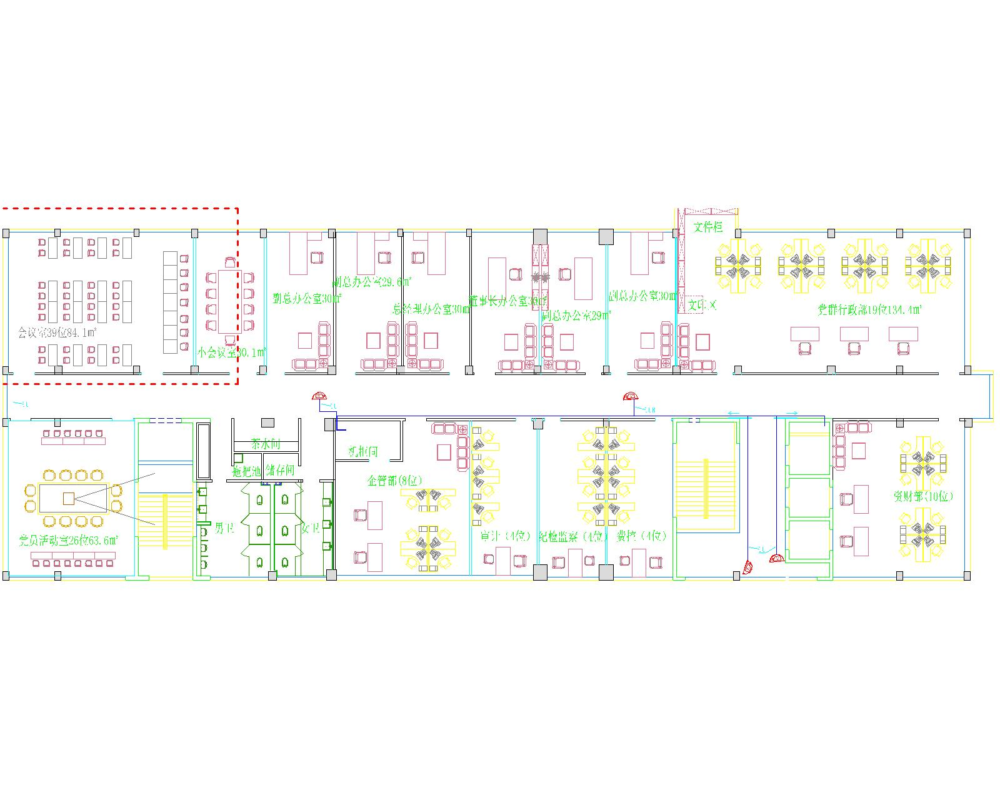 文件柜
副总办公室29.6㎡
副总办公室30㎡
总经理办公室30㎡
董事长办公室30㎡
副总办公室29㎡
副总办公室30㎡
文印区
党群行政部19位134.4㎡
会议室39位84.1㎡
小会议室30.1㎡
茶水间
拖把池
储存间
机柜间
企管部(8位)
资财部(10位)
男卫
女卫
审计（4位）
纪检监察（4位）
费控（4位）
党员活动室26位63.6㎡